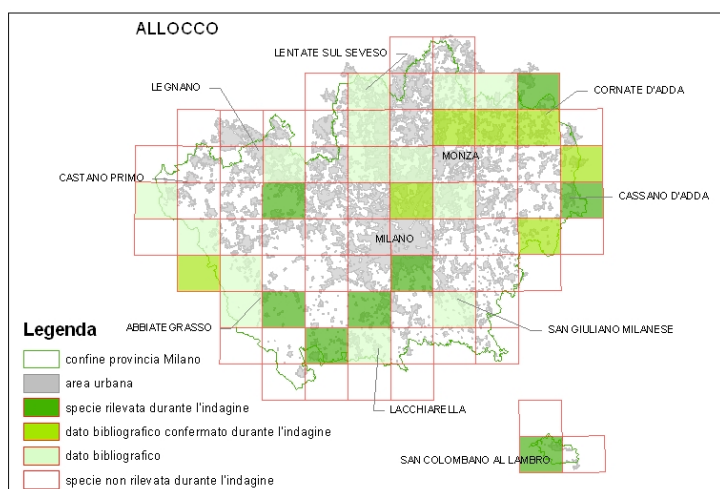 ALLOCCO
LENTATE SUL SEVESO
LEGNANO
CORNATE D'ADDA
MONZA
CASTANO PRIMO
CASSANO D'ADDA
MILANO
ABBIATEGRASSO
SAN GIULIANO MILANESE
LACCHIARELLA
SAN COLOMBANO AL LAMBRO
Legenda
confine provincia Milano
area urbana
specie rilevata durante l'indagine
dato bibliografico confermato durante l'indagine
dato bibliografico
specie non rilevata durante l'indagine